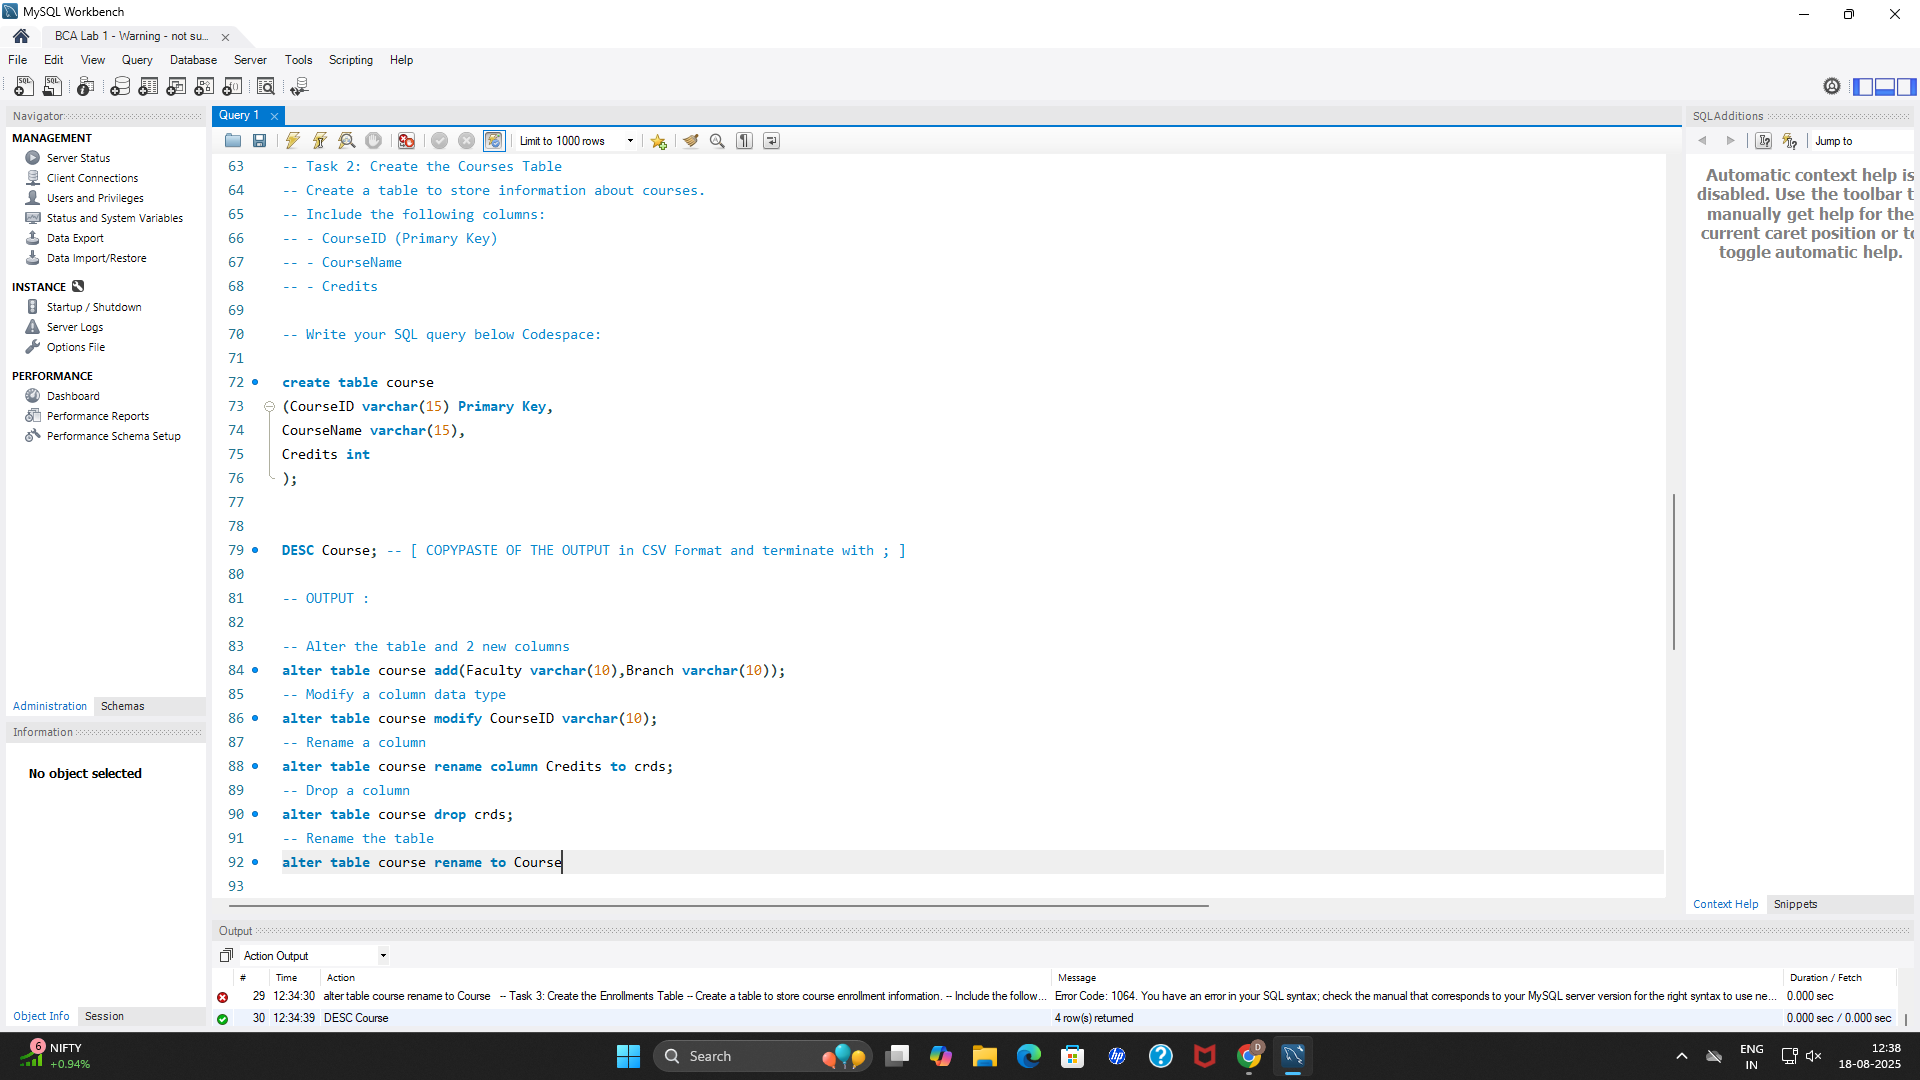 MySQL Workbench
BCA Lab 1 - Warning - not su...
File Edit View Query Database Server Tools Scripting Help
Navigator
MANAGEMENT
Server Status
Client Connections
Users and Privileges
Status and System Variables
Data Export
Data Import/Restore
INSTANCE
Startup / Shutdown
Server Logs
Options File
PERFORMANCE
Dashboard
Performance Reports
Performance Schema Setup
Administration Schemas
Information
No object selected
Object Info Session
Query 1
Limit to 1000 rows
63 -- Task 2: Create the Courses Table
64 -- Create a table to store information about courses.
65 -- Include the following columns:
66 -- - CourseID (Primary Key)
67 -- - CourseName
68 -- - Credits
69
70 -- Write your SQL query below Codespace:
71
72 create table course
73 (CourseID varchar(15) Primary Key,
74 CourseName varchar(15),
75 Credits int
76 );
77
78
79 DESC Course; -- [ COPYPASTE OF THE OUTPUT in CSV Format and terminate with ; ]
80
81 -- OUTPUT :
82
83 -- Alter the table and 2 new columns
84 alter table course add(Faculty varchar(10),Branch varchar(10));
85 -- Modify a column data type
86 alter table course modify CourseID varchar(10);
87 -- Rename a column
88 alter table course rename column Credits to crds;
89 -- Drop a column
90 alter table course drop crds;
91 -- Rename the table
92 alter table course rename to Course
93
SQLAdditions
Jump to
Automatic context help is
disabled. Use the toolbar t
manually get help for the
current caret position or to
toggle automatic help.
Context Help Snippets
Output
Action Output
# Time Action Message Duration / Fetch
29 12:34:30 alter table course rename to Course -- Task 3: Create the Enrollments Table -- Create a table to store course enrollment information. -- Include the follow... Error Code: 1064. You have an error in your SQL syntax; check the manual that corresponds to your MySQL server version for the right syntax to use ne... 0.000 sec
30 12:34:39 DESC Course 4 row(s) returned 0.000 sec / 0.000 sec
6 NIFTY
+0.94%
Search
D
ENG
IN
12:38
18-08-2025